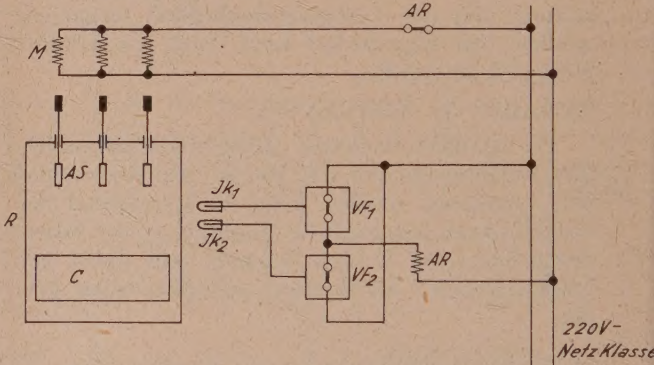 AR
M
AS
R
C
Jk1
Jk2
VF1
VF2
AR
220V-
Netz Klasse